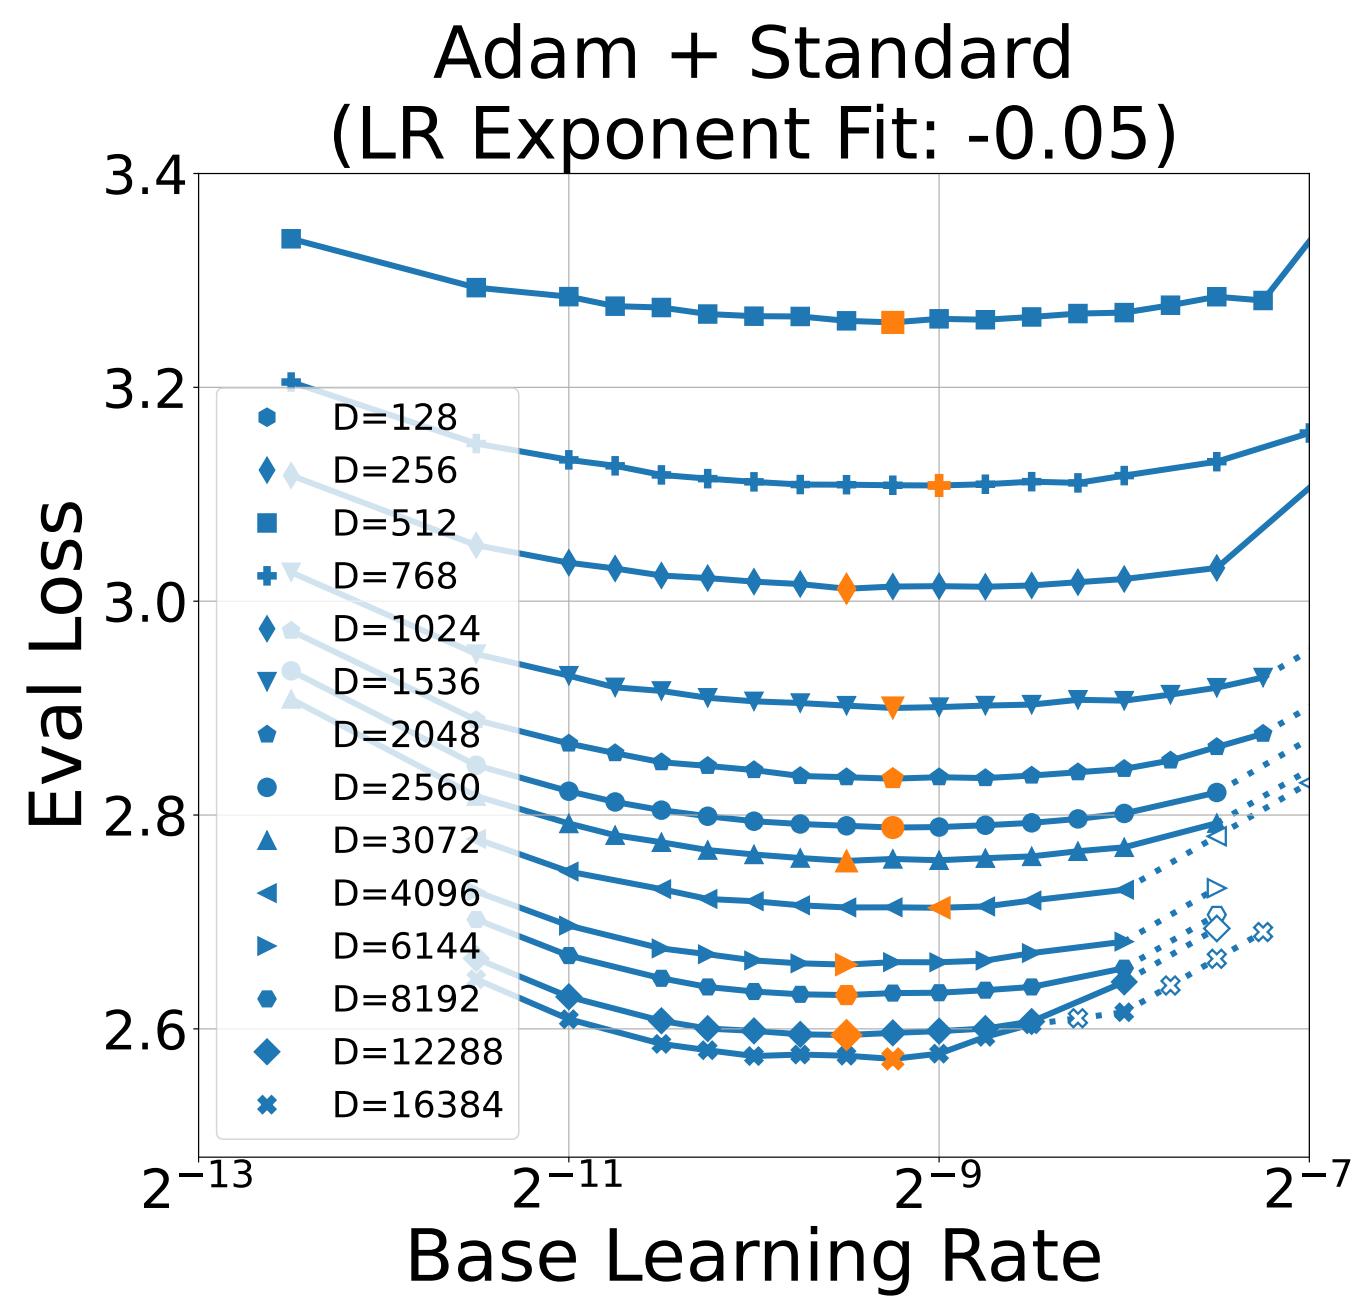 Adam + Standard
(LR Exponent Fit: -0.05)
3.4
3.2
3.0
2.8
2.6
Eval Loss
D=128
D=256
D=512
D=768
D=1024
D=1536
D=2048
D=2560
D=3072
D=4096
D=6144
D=8192
D=12288
D=16384
2⁻¹³ 2⁻¹¹ 2⁻⁹ 2⁻⁷
Base Learning Rate